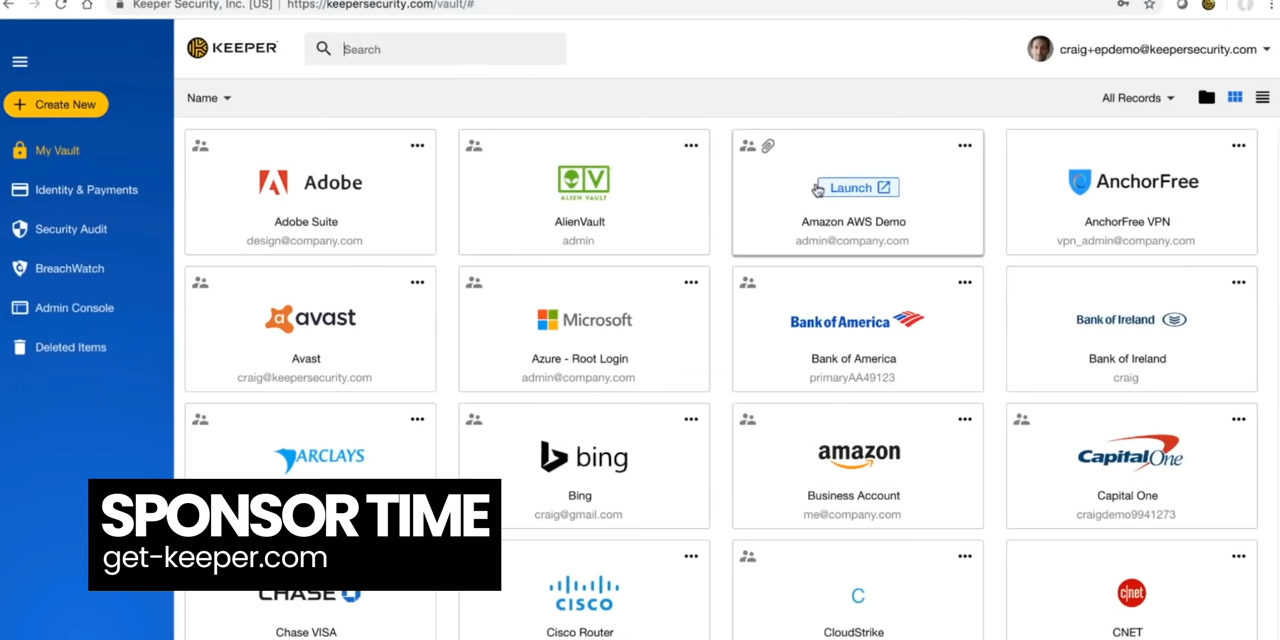 Keeper Security, Inc. [US] | https://keepersecurity.com/vault/#
KEEPER
Search
craig+epdemo@keepersecurity.com
Create New
Name
All Records
My Vault
Identity & Payments
Security Audit
BreachWatch
Admin Console
Deleted Items
Adobe
Adobe Suite
design@company.com
ALIEN VAULT
AlienVault
admin
Launch
Amazon AWS Demo
admin@company.com
AnchorFree
AnchorFree VPN
vpn_admin@company.com
avast
Avast
craig@keepersecurity.com
Microsoft
Azure - Root Login
admin@company.com
Bank of America
Bank of America
primaryAA49123
Bank of Ireland
Bank of Ireland
craig
BARCLAYS
bing
Bing
craig@gmail.com
amazon
Business Account
me@company.com
Capital One
Capital One
craigdemo9941273
SPONSOR TIME
get-keeper.com
CHASE
Chase VISA
CISCO
Cisco Router
C
CloudStrike
c|net
CNET